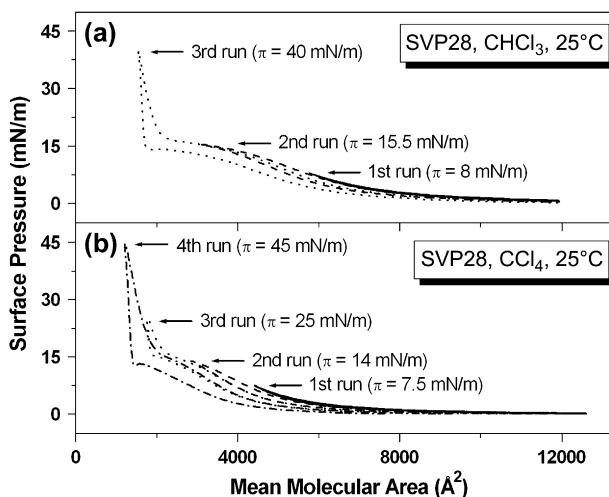 (a)
SVP28, CHCl₃, 25°C
3rd run (π = 40 mN/m)
2nd run (π = 15.5 mN/m)
1st run (π = 8 mN/m)
45
30
15
0
(b)
SVP28, CCl₄, 25°C
4th run (π = 45 mN/m)
3rd run (π = 25 mN/m)
2nd run (π = 14 mN/m)
1st run (π = 7.5 mN/m)
45
30
15
0
Surface Pressure (mN/m)
0 4000 8000 12000
Mean Molecular Area (Å²)